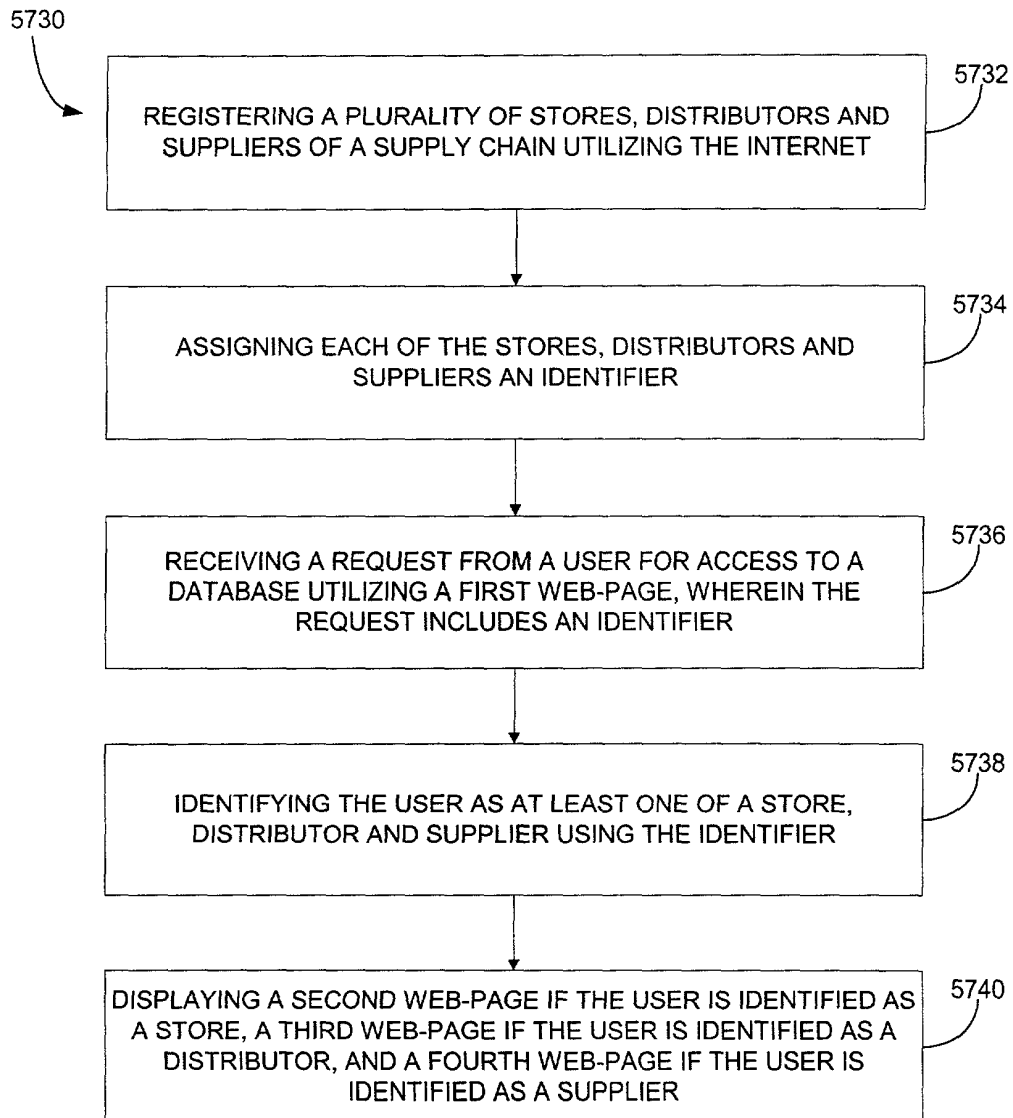 5730
5732
REGISTERING A PLURALITY OF STORES, DISTRIBUTORS AND
SUPPLIERS OF A SUPPLY CHAIN UTILIZING THE INTERNET
5734
ASSIGNING EACH OF THE STORES, DISTRIBUTORS AND
SUPPLIERS AN IDENTIFIER
5736
RECEIVING A REQUEST FROM A USER FOR ACCESS TO A
DATABASE UTILIZING A FIRST WEB-PAGE, WHEREIN THE
REQUEST INCLUDES AN IDENTIFIER
5738
IDENTIFYING THE USER AS AT LEAST ONE OF A STORE,
DISTRIBUTOR AND SUPPLIER USING THE IDENTIFIER
5740
DISPLAYING A SECOND WEB-PAGE IF THE USER IS IDENTIFIED AS
A STORE, A THIRD WEB-PAGE IF THE USER IS IDENTIFIED AS A
DISTRIBUTOR, AND A FOURTH WEB-PAGE IF THE USER IS
IDENTIFIED AS A SUPPLIER